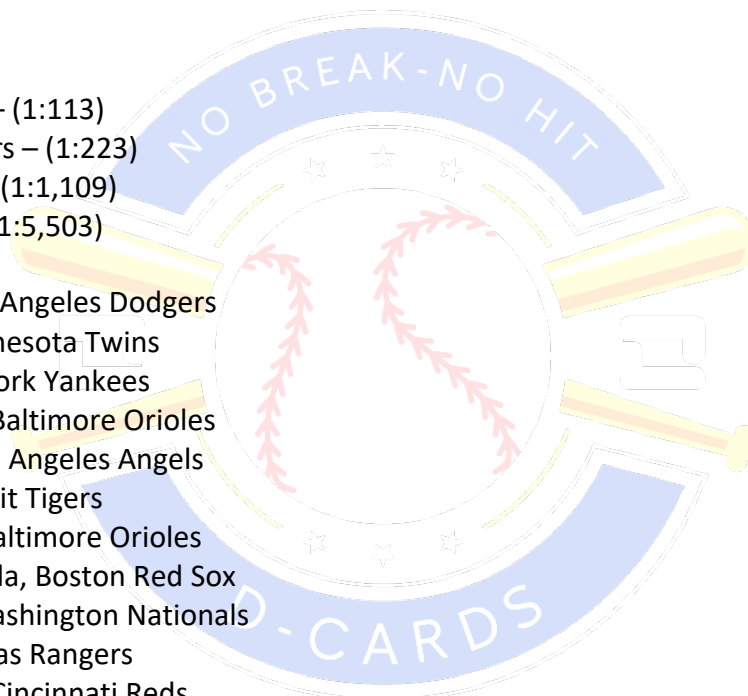 NO BREAK-NO HIT
– (1:113)
rs – (1:223)
(1:1,109)
1:5,503)
Angeles Dodgers
nesota Twins
ork Yankees
Baltimore Orioles
Angeles Angels
it Tigers
altimore Orioles
la, Boston Red Sox
ashington Nationals
as Rangers
Cincinnati Reds
D-CARDS